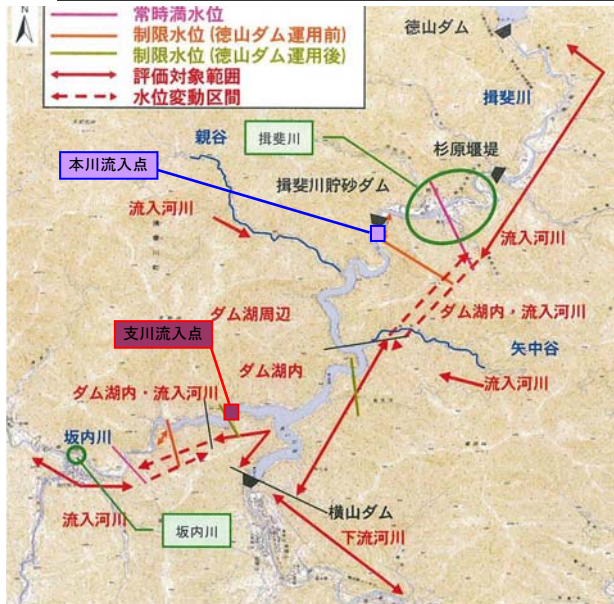 常時満水位
制限水位(徳山ダム運用前)
制限水位(徳山ダム運用後)
評価対象範囲
水位変動区間
徳山ダム
揖斐川
親谷
揖斐川
杉原堰堤
本川流入点
揖斐川貯砂ダム
流入河川
流入河川
ダム湖周辺
ダム湖内・流入河川
支川流入点
矢中谷
ダム湖内
流入河川
ダム湖内・流入河川
坂内川
横山ダム
流入河川
坂内川
下流河川